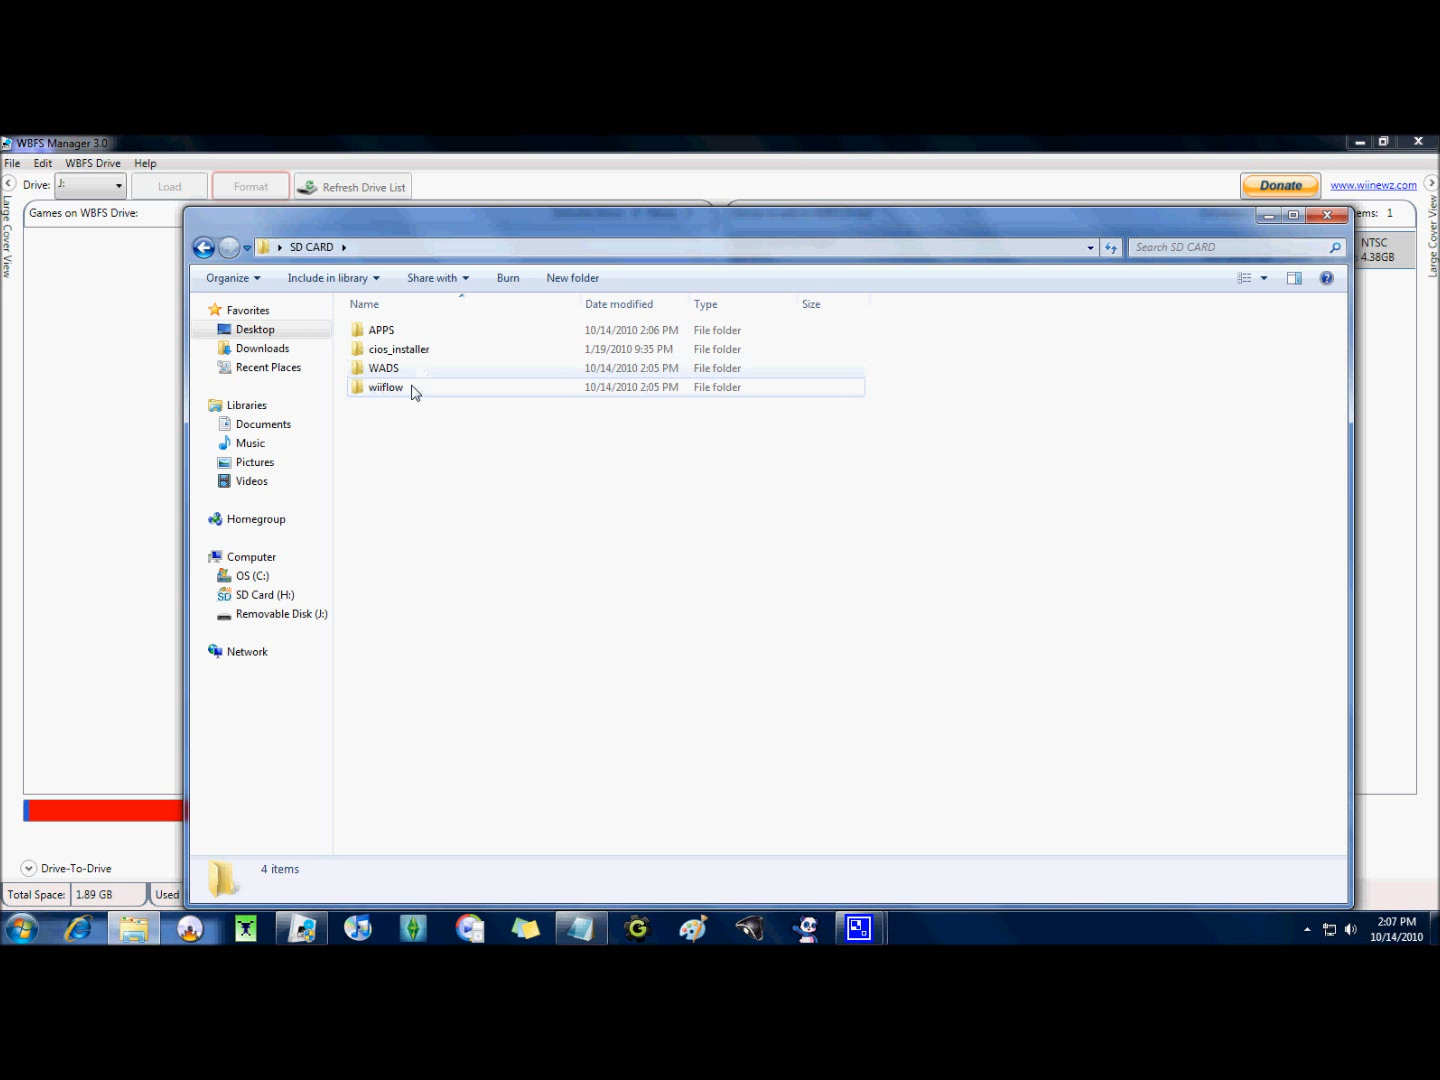 WBFS Manager 3.0
File Edit WBFS Drive Help
Drive: J: Load Format Refresh Drive List Donate www.wiinewz.com
Large Cover View
Games on WBFS Drive:
ems: 1
Large Cover View
NTSC
4.38GB
SD CARD
Search SD CARD
Organize Include in library Share with Burn New folder
Name Date modified Type Size
Favorites
Desktop
Downloads
Recent Places
Libraries
Documents
Music
Pictures
Videos
Homegroup
Computer
OS (C:)
SD Card (H:)
Removable Disk (J:)
Network
APPS 10/14/2010 2:06 PM File folder
cios_installer 1/19/2010 9:35 PM File folder
WADS 10/14/2010 2:05 PM File folder
wiiflow 10/14/2010 2:05 PM File folder
4 items
Drive-To-Drive
Total Space: 1.89 GB Used
2:07 PM
10/14/2010